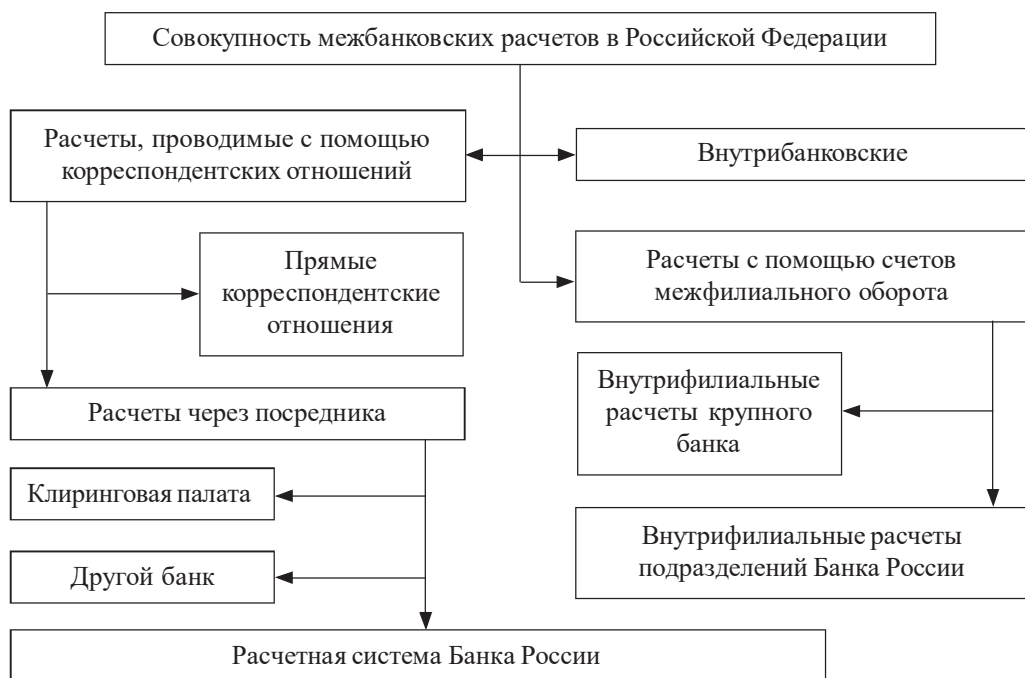 Совокупность межбанковских расчетов в Российской Федерации
Расчеты, проводимые с помощью
корреспондентских отношений
Внутрибанковские
Прямые
корреспондентские
отношения
Расчеты с помощью счетов
межфилиального оборота
Расчеты через посредника
Внутрифилиальные
расчеты крупного
банка
Клиринговая палата
Другой банк
Внутрифилиальные расчеты
подразделений Банка России
Расчетная система Банка России